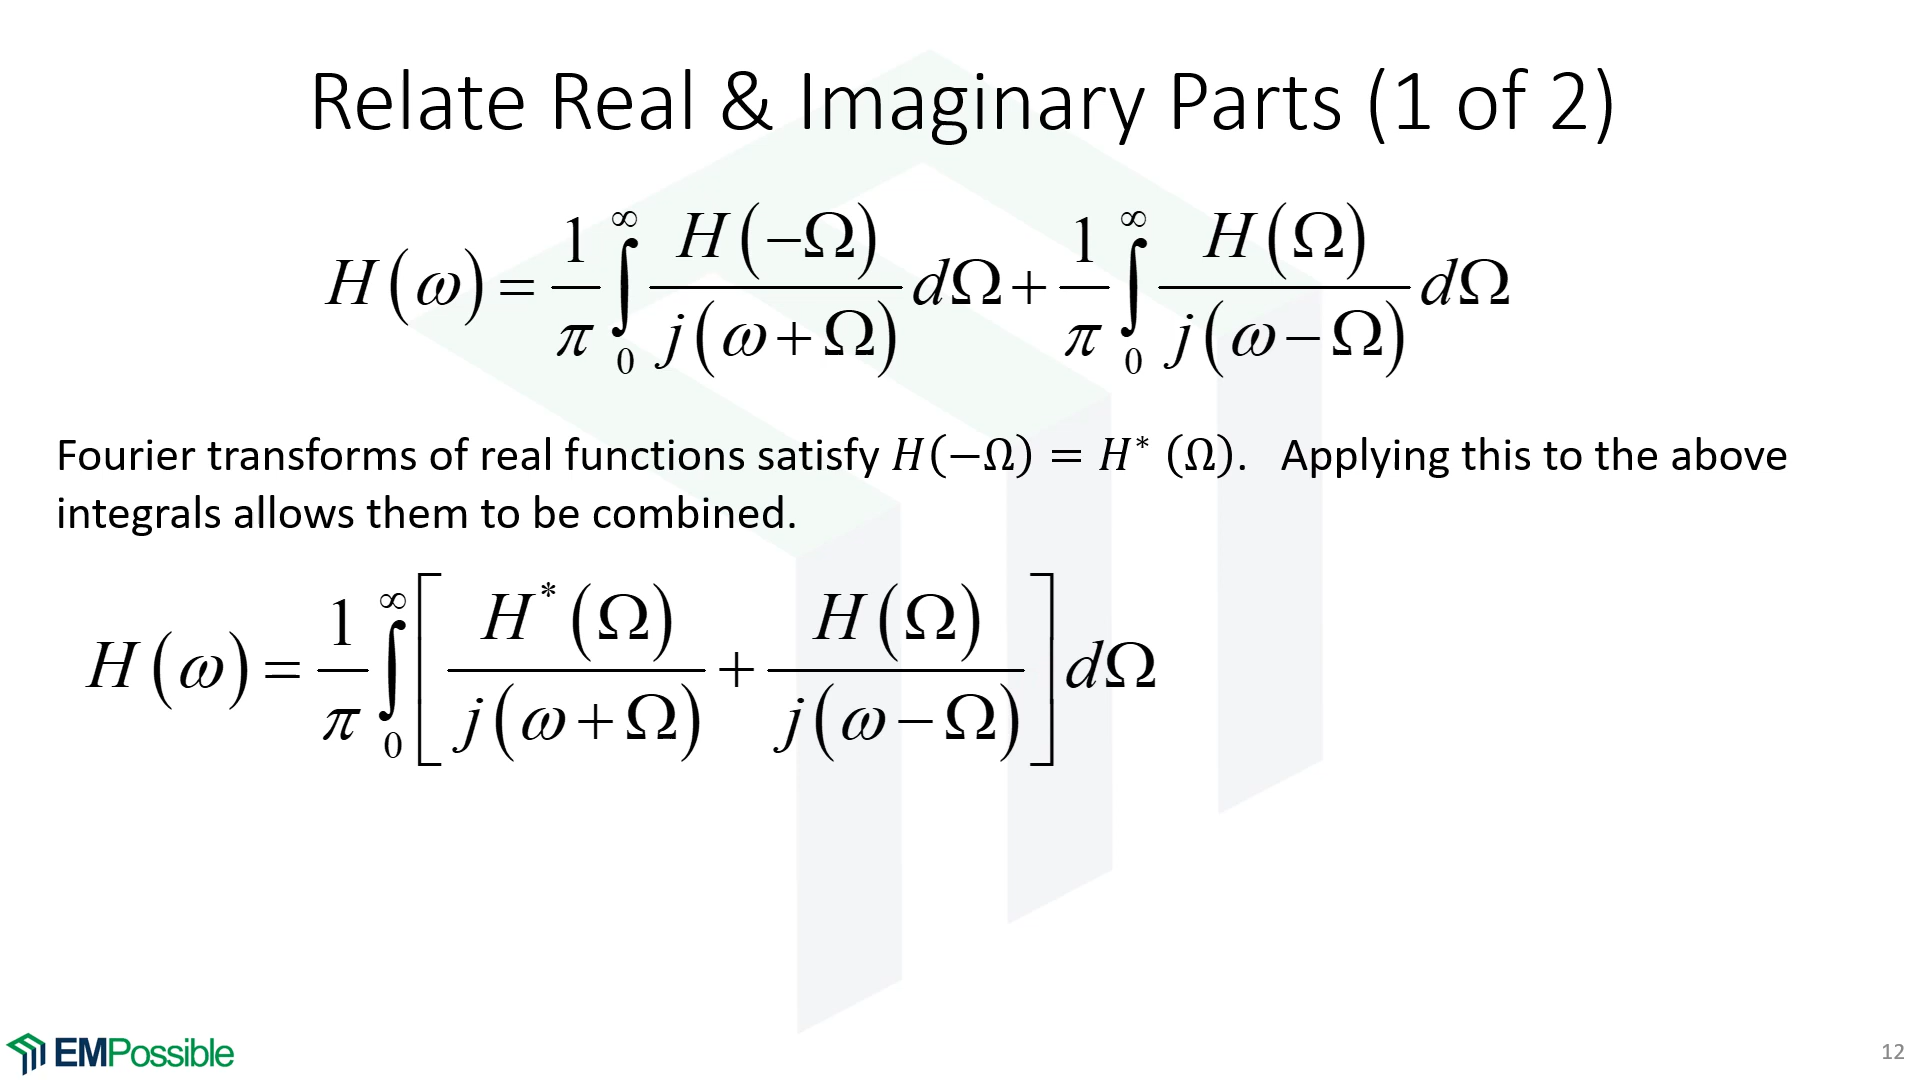 Relate Real & Imaginary Parts (1 of 2)
H(ω) = 1/π ∫₀^∞ H(−Ω)/j(ω+Ω) dΩ + 1/π ∫₀^∞ H(Ω)/j(ω−Ω) dΩ
Fourier transforms of real functions satisfy H(−Ω) = H*(Ω). Applying this to the above
integrals allows them to be combined.
H(ω) = 1/π ∫₀^∞ [ H*(Ω)/j(ω+Ω) + H(Ω)/j(ω−Ω) ] dΩ
EMPossible
12